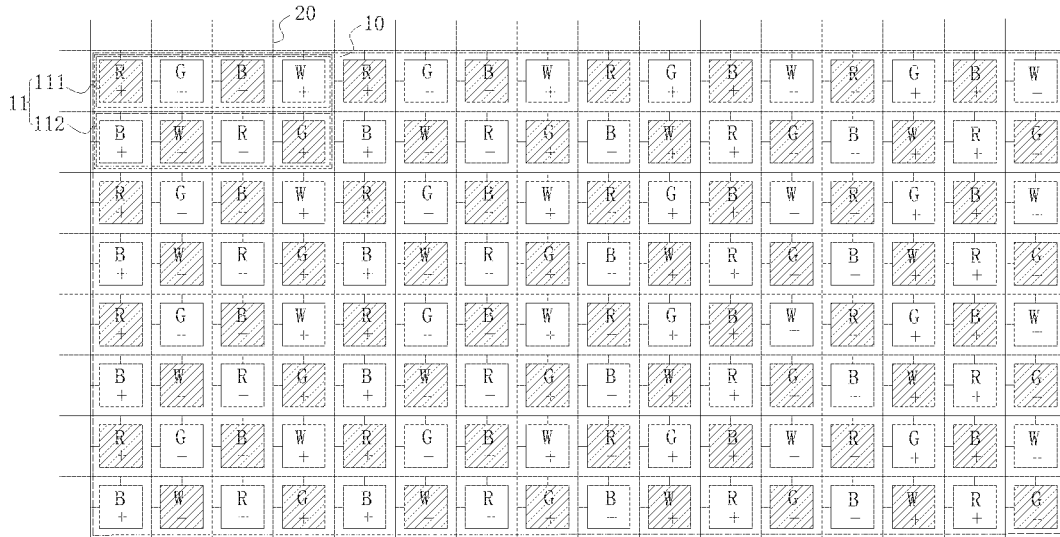 20 10
R G B W R G B W R G B W R G B W
+ - - + + - - + - + + - - + + -
111
11
112
B W R G B W R G B W R G B W R G
+ - - + + - - + - + + - - + + -
R G B W R G B W R G B W R G B W
+ - - + + - - + - + + - - + + -
B W R G B W R G B W R G B W R G
+ - - + + - - + - + + - - + + -
R G B W R G B W R G B W R G B W
+ - - + + - - + - + + - - + + -
B W R G B W R G B W R G B W R G
+ - - + + - - + - + + - - + + -
R G B W R G B W R G B W R G B W
+ - - + + - - + - + + - - + + -
B W R G B W R G B W R G B W R G
+ - - + + - - + - + + - - + + -